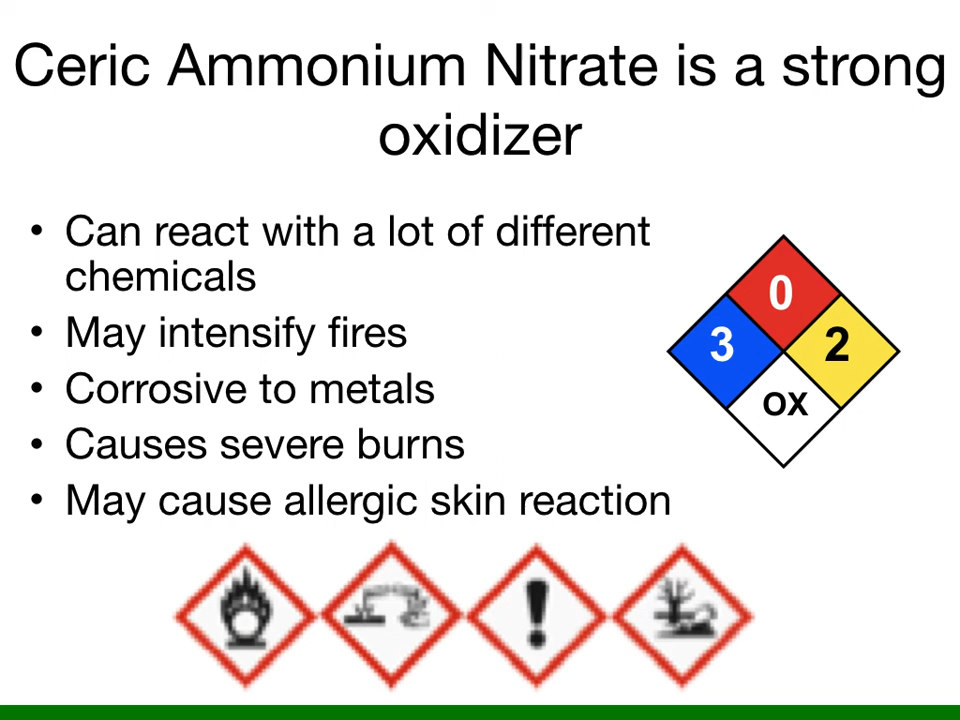 Ceric Ammonium Nitrate is a strong
oxidizer
• Can react with a lot of different
chemicals
• May intensify fires
• Corrosive to metals
• Causes severe burns
• May cause allergic skin reaction
0
3
2
OX